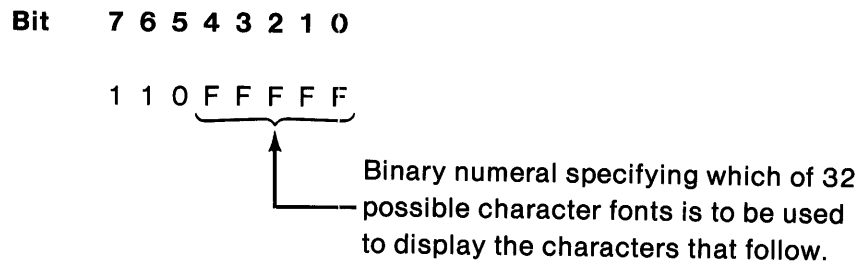 Bit 7 6 5 4 3 2 1 0
1 1 0 F F F F F
Binary numeral specifying which of 32
possible character fonts is to be used
to display the characters that follow.